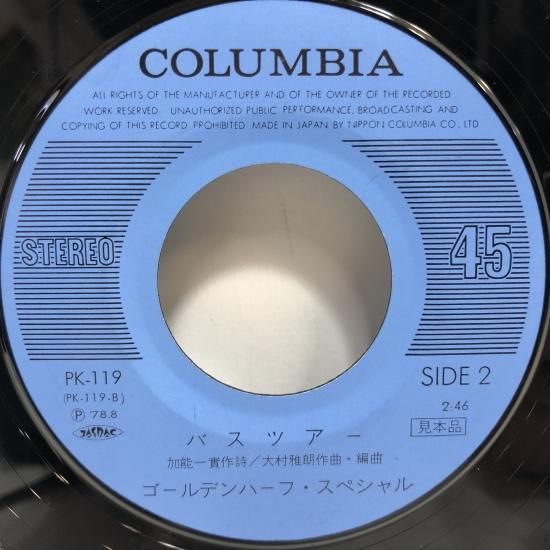 COLUMBIA
ALL RIGHTS OF THE MANUFACTURER AND OF THE OWNER OF THE RECORDED
WORK RESERVED UNAUTHORIZED PUBLIC PERFORMANCE, BROADCASTING AND
COPYING OF THIS RECORD PROHIBITED MADE IN JAPAN BY NIPPON COLUMBIA CO., LTD
STEREO
45
PK-119
(PK-119-B)
Ⓟ '78.8
JASRAC
SIDE 2
2:46
見本品
バスツアー
加能一實作詩/大村雅朗作曲・編曲
ゴールデンハーフ・スペシャル